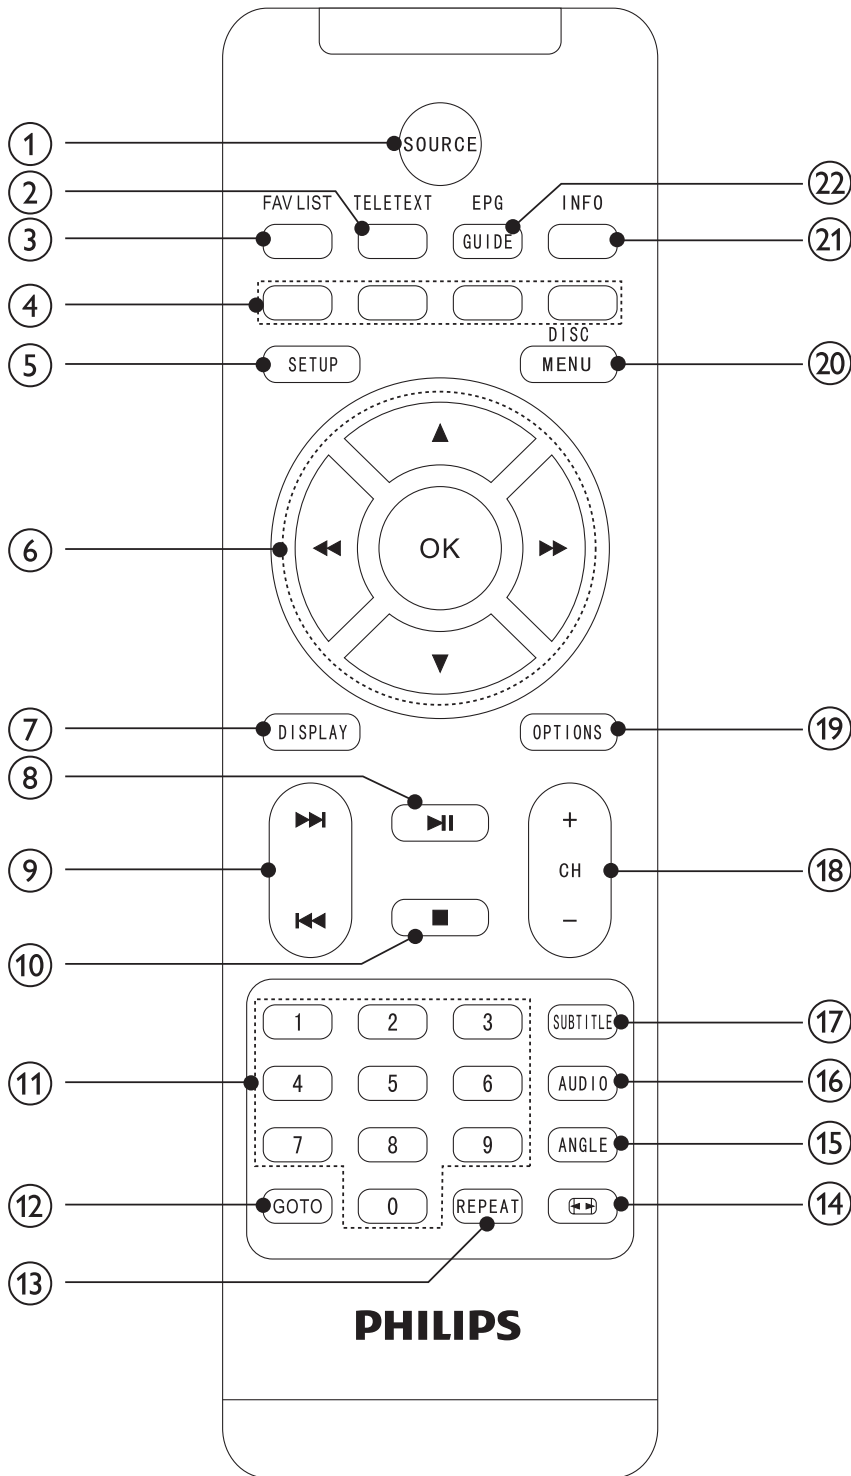 1
SOURCE
2
22
FAV LIST TELETEXT EPG INFO
3
GUIDE
21
4
DISC
5
SETUP
MENU
20
6
OK
7
DISPLAY
OPTIONS
19
8
+
9
CH
18
-
10
1 2 3
SUBTITLE
17
11
4 5 6
AUDIO
16
7 8 9
ANGLE
15
12
GOTO
0
REPEAT
14
13
PHILIPS